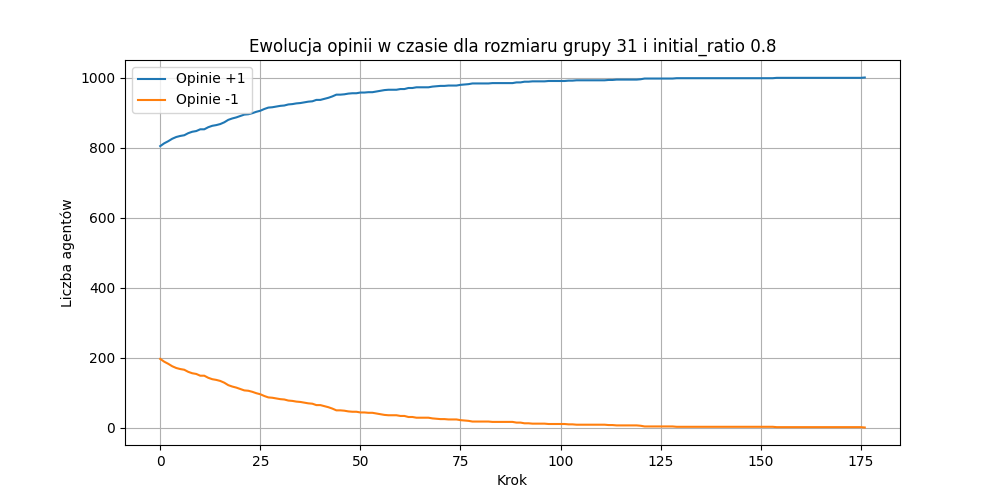 Ewolucja opinii w czasie dla rozmiaru grupy 31 i initial_ratio 0.8
Opinie +1
Opinie -1
1000
800
600
400
200
0
Liczba agentów
0 25 50 75 100 125 150 175
Krok